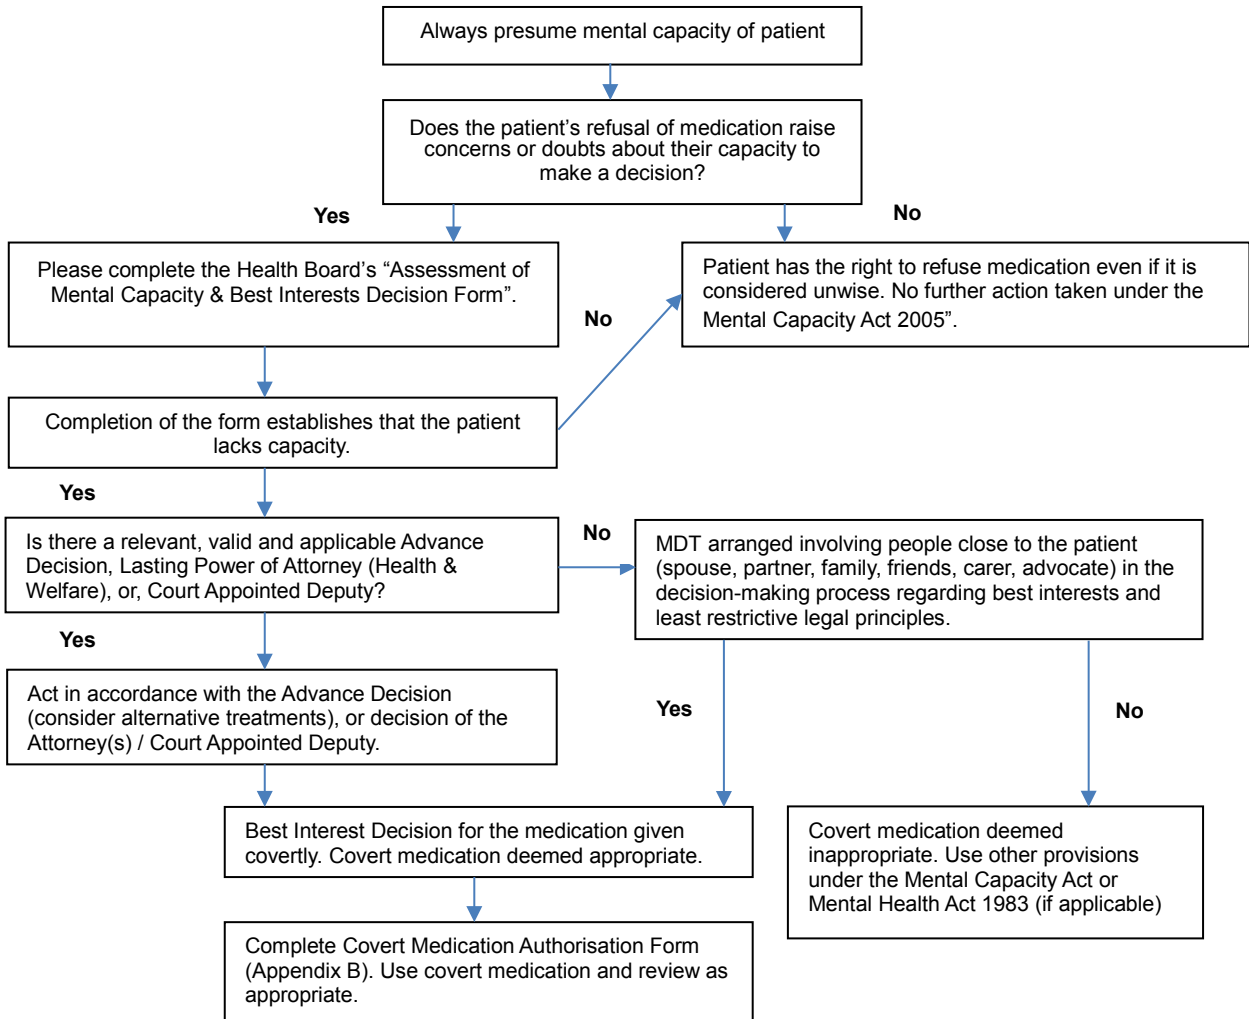 Always presume mental capacity of patient
Does the patient's refusal of medication raise
concerns or doubts about their capacity to
make a decision?
Yes
No
Please complete the Health Board's “Assessment of
Mental Capacity & Best Interests Decision Form”.
Patient has the right to refuse medication even if it is
considered unwise. No further action taken under the
Mental Capacity Act 2005”.
No
Completion of the form establishes that the patient
lacks capacity.
Yes
Is there a relevant, valid and applicable Advance
Decision, Lasting Power of Attorney (Health &
Welfare), or, Court Appointed Deputy?
No
MDT arranged involving people close to the patient
(spouse, partner, family, friends, carer, advocate) in the
decision-making process regarding best interests and
least restrictive legal principles.
Yes
Act in accordance with the Advance Decision
(consider alternative treatments), or decision of the
Attorney(s) / Court Appointed Deputy.
Yes
No
Best Interest Decision for the medication given
covertly. Covert medication deemed appropriate.
Covert medication deemed
inappropriate. Use other provisions
under the Mental Capacity Act or
Mental Health Act 1983 (if applicable)
Complete Covert Medication Authorisation Form
(Appendix B). Use covert medication and review as
appropriate.